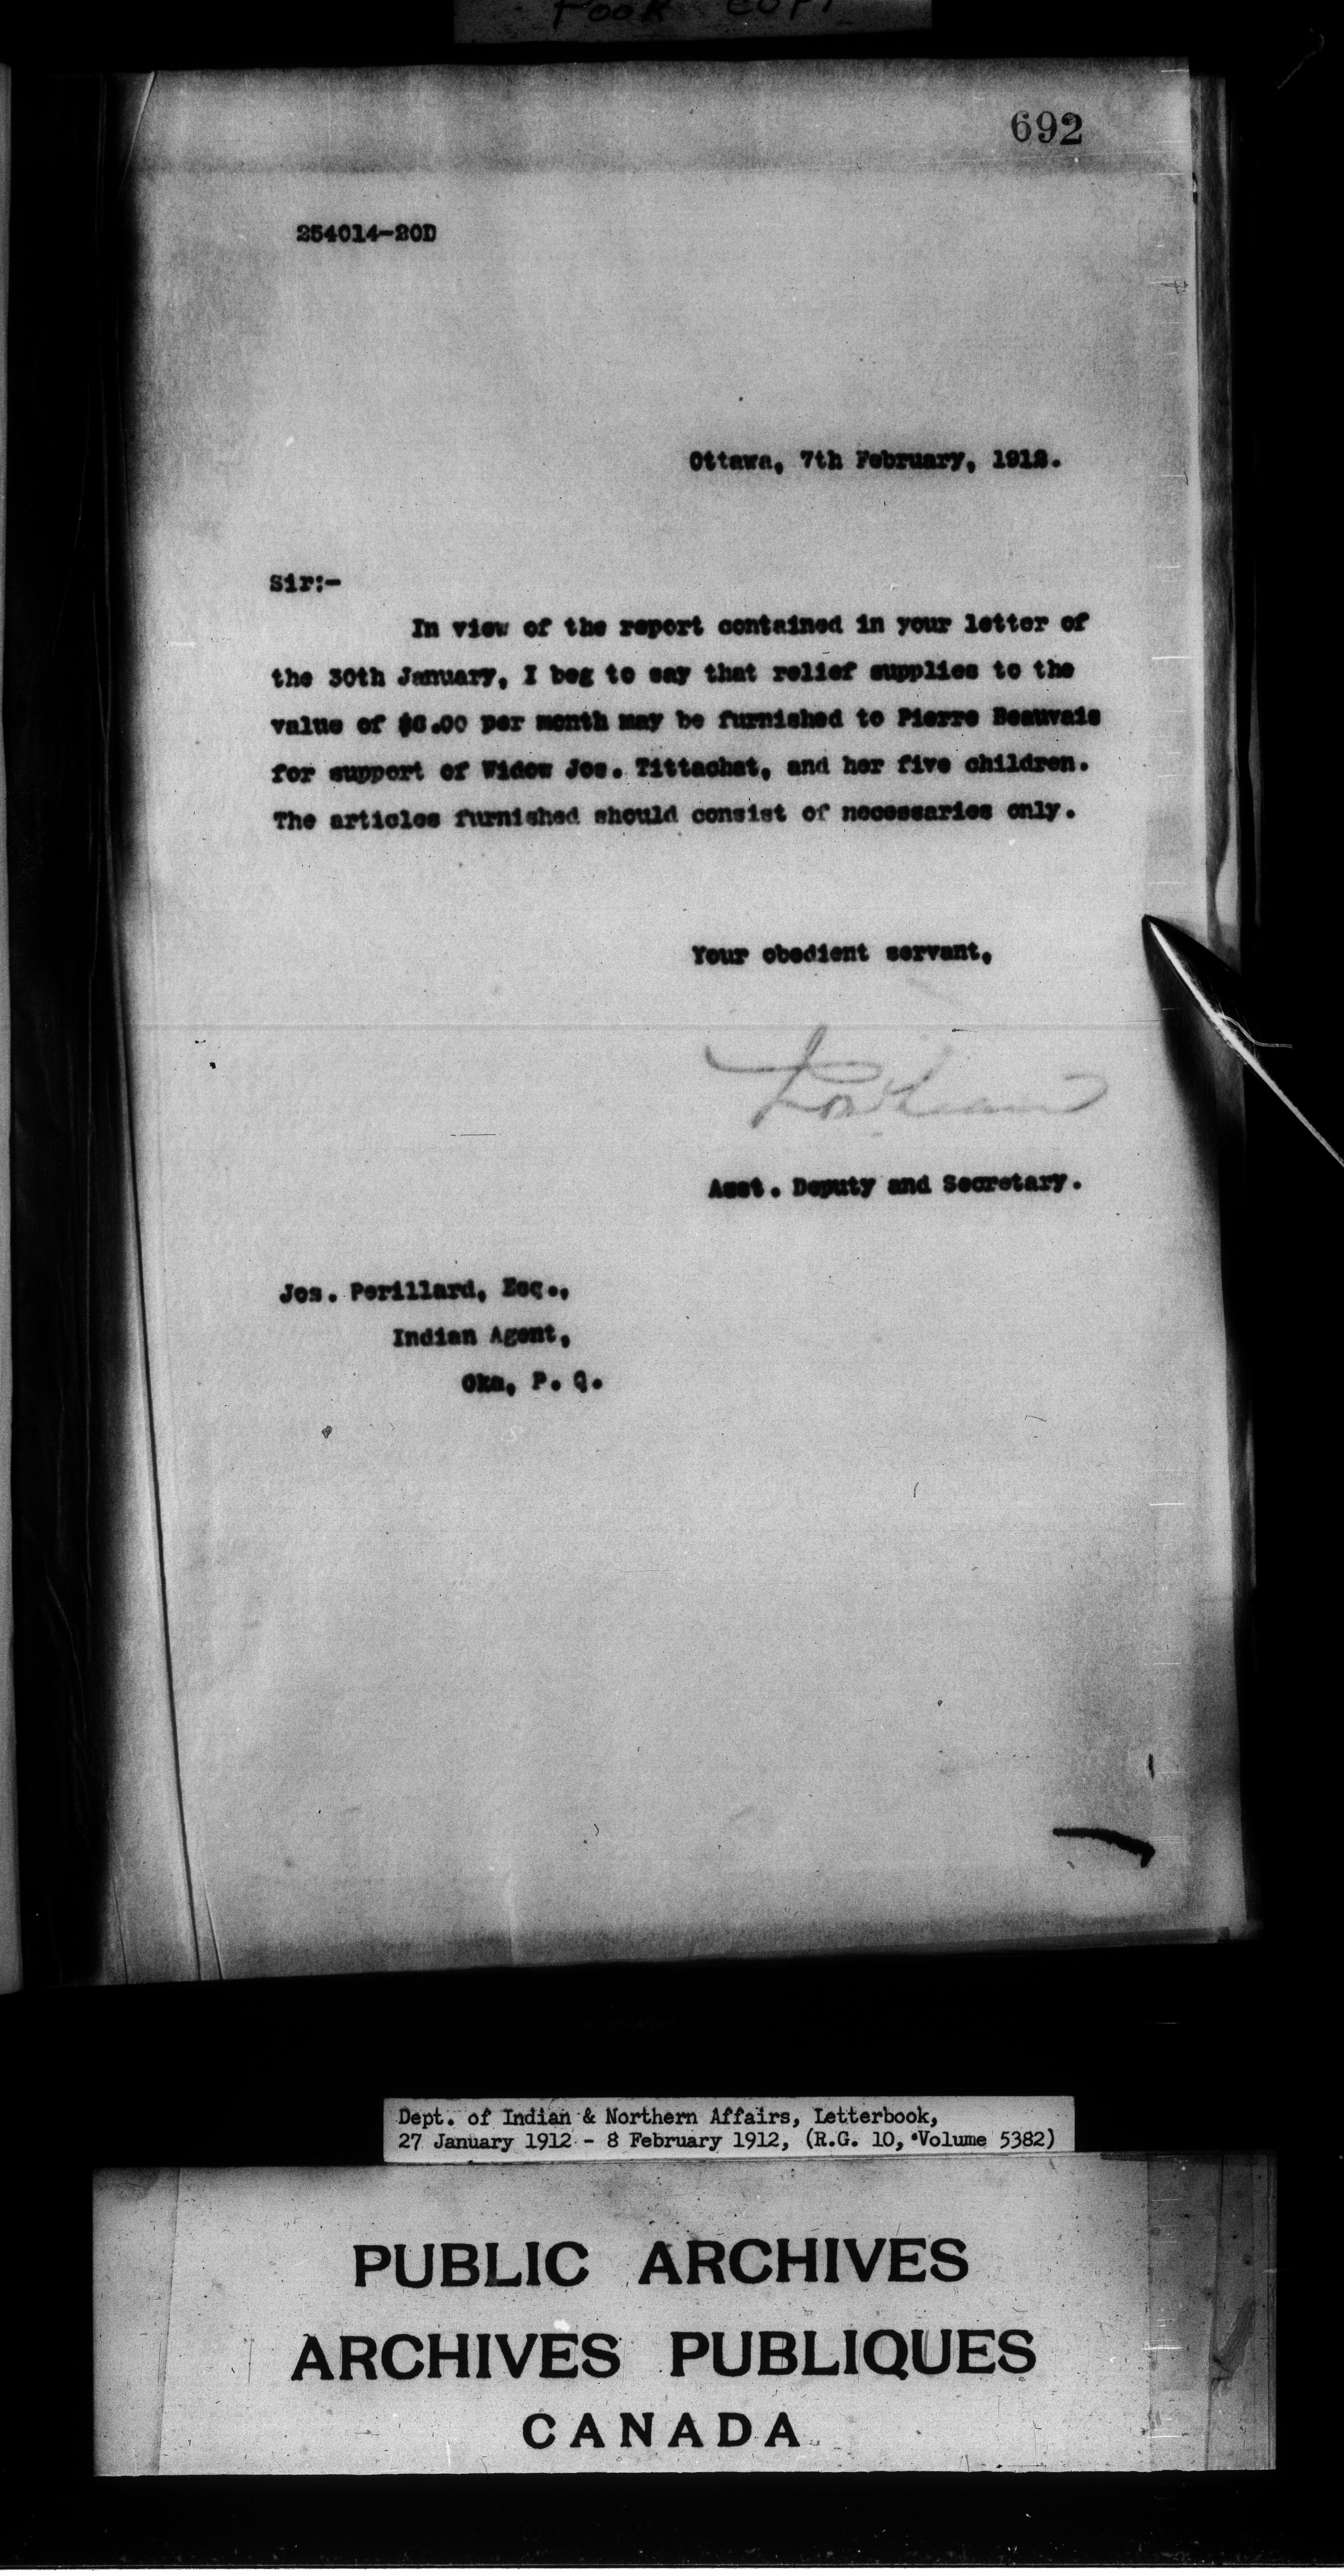 POOR COPY
692
254014-20D
Ottawa, 7th February, 1912.
Sir:-
In view of the report contained in your letter of
the 30th January, I beg to say that relief supplies to the
value of $6.00 per month may be furnished to Pierre Beauvais
for support of Widow Jos. Tittachat, and her five children.
The articles furnished should consist of necessaries only.
Your obedient servant,
Asst. Deputy and Secretary.
Jos. Perillard, Esq.,
Indian Agent,
Oka, P. Q.
Dept. of Indian & Northern Affairs, Letterbook,
27 January 1912 - 8 February 1912, (R.G. 10, Volume 5382)
PUBLIC ARCHIVES
ARCHIVES PUBLIQUES
CANADA